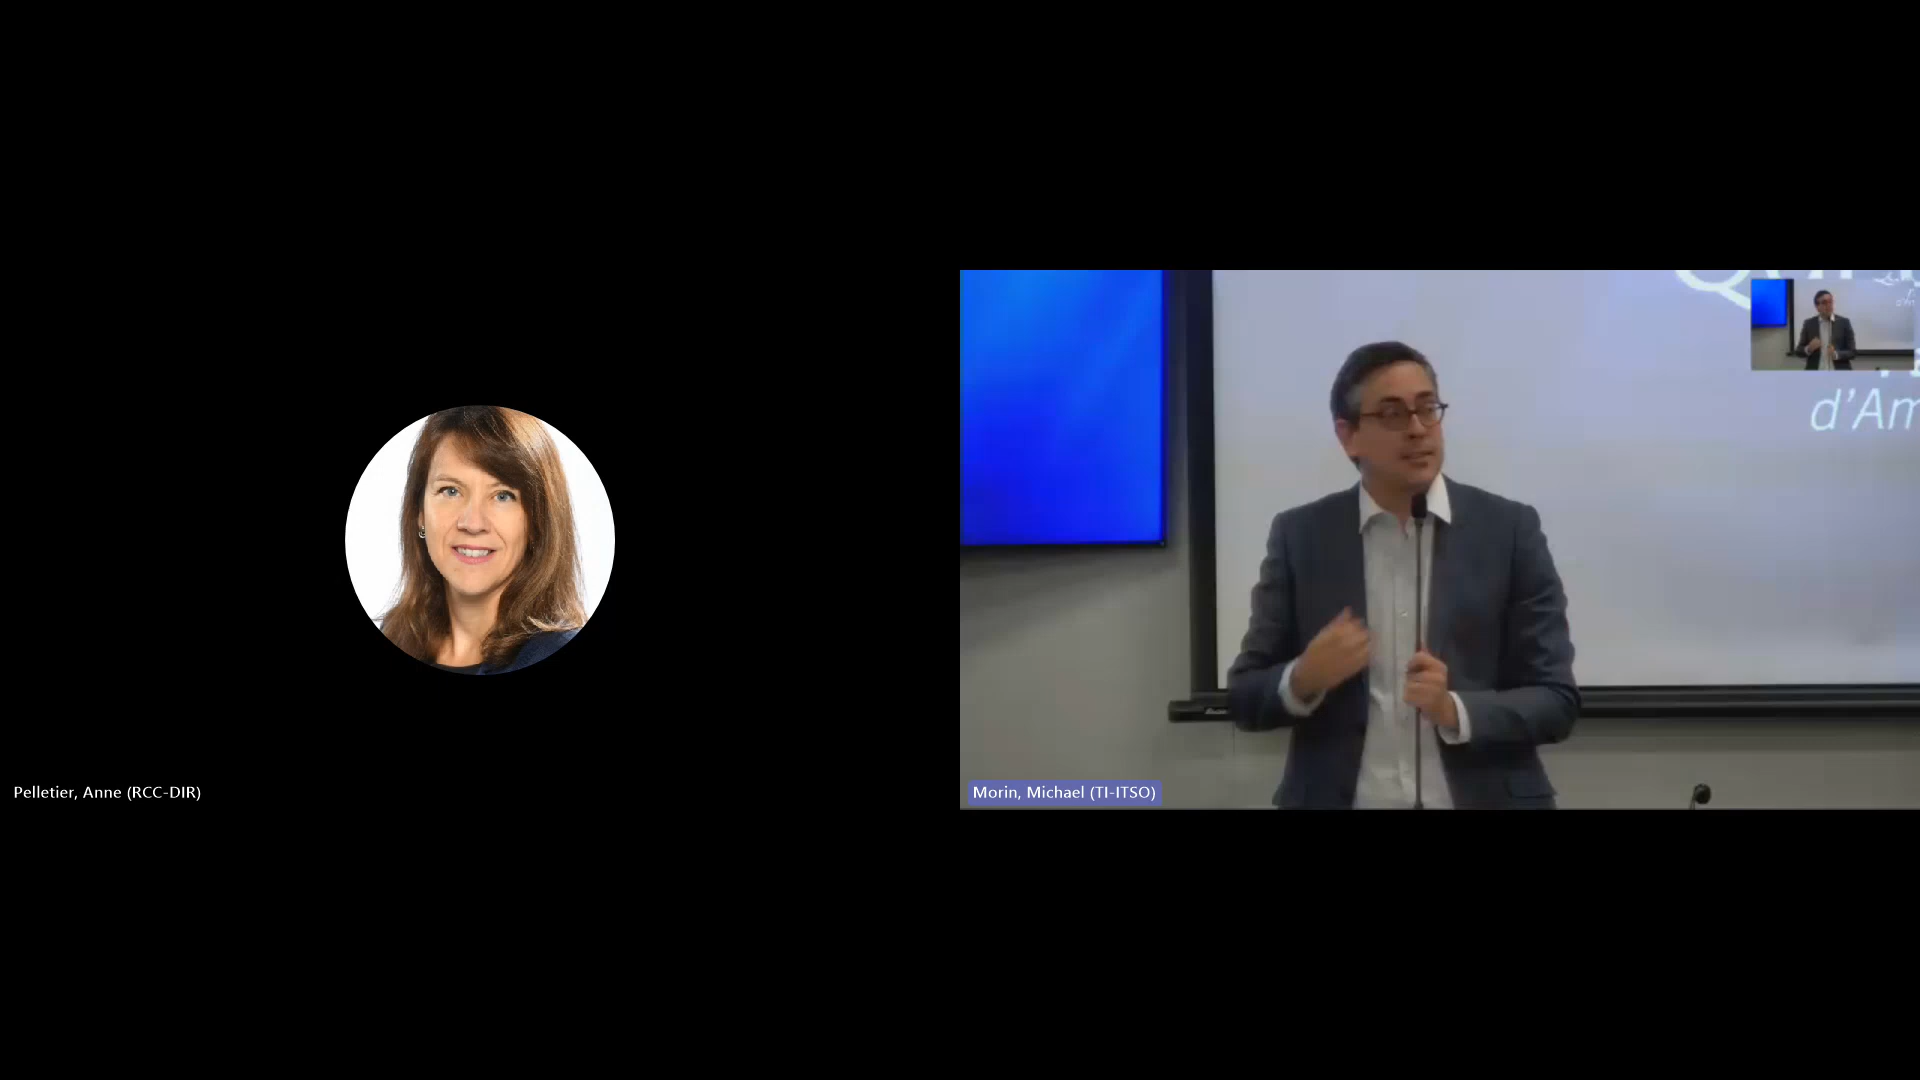 d'Am
Pelletier, Anne (RCC-DIR)
Morin, Michael (TI-ITSO)